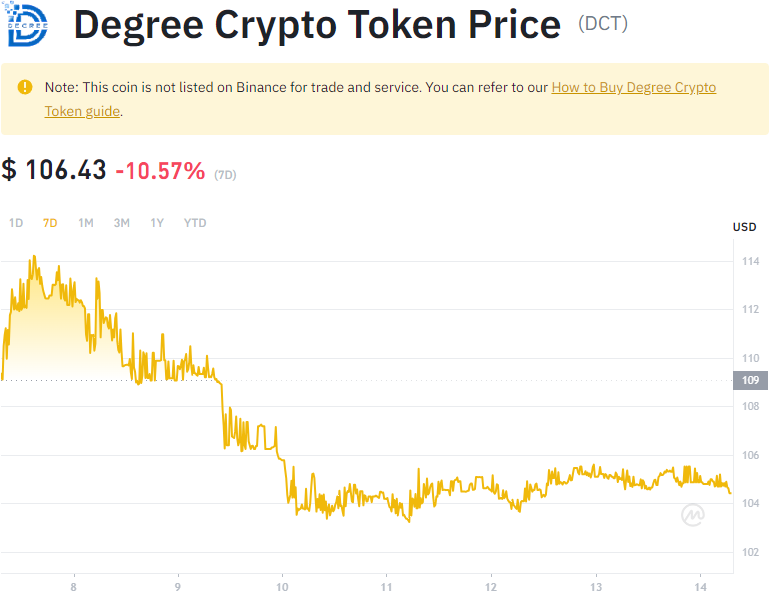 DEGREE
Degree Crypto Token Price (DCT)
Note: This coin is not listed on Binance for trade and service. You can refer to our How to Buy Degree Crypto
Token guide.
$ 106.43 -10.57% (7D)
1D 7D 1M 3M 1Y YTD
USD
114
112
110
109
108
106
104
102
8 9 10 11 12 13 14